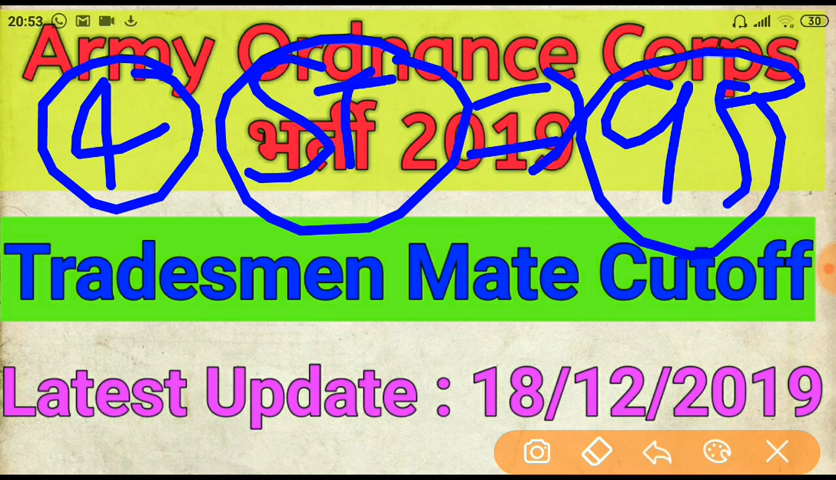 20:53 30
Army Ordnance Corps
भर्ती 2019
4 ST => 95
Tradesmen Mate Cutoff
Latest Update : 18/12/2019